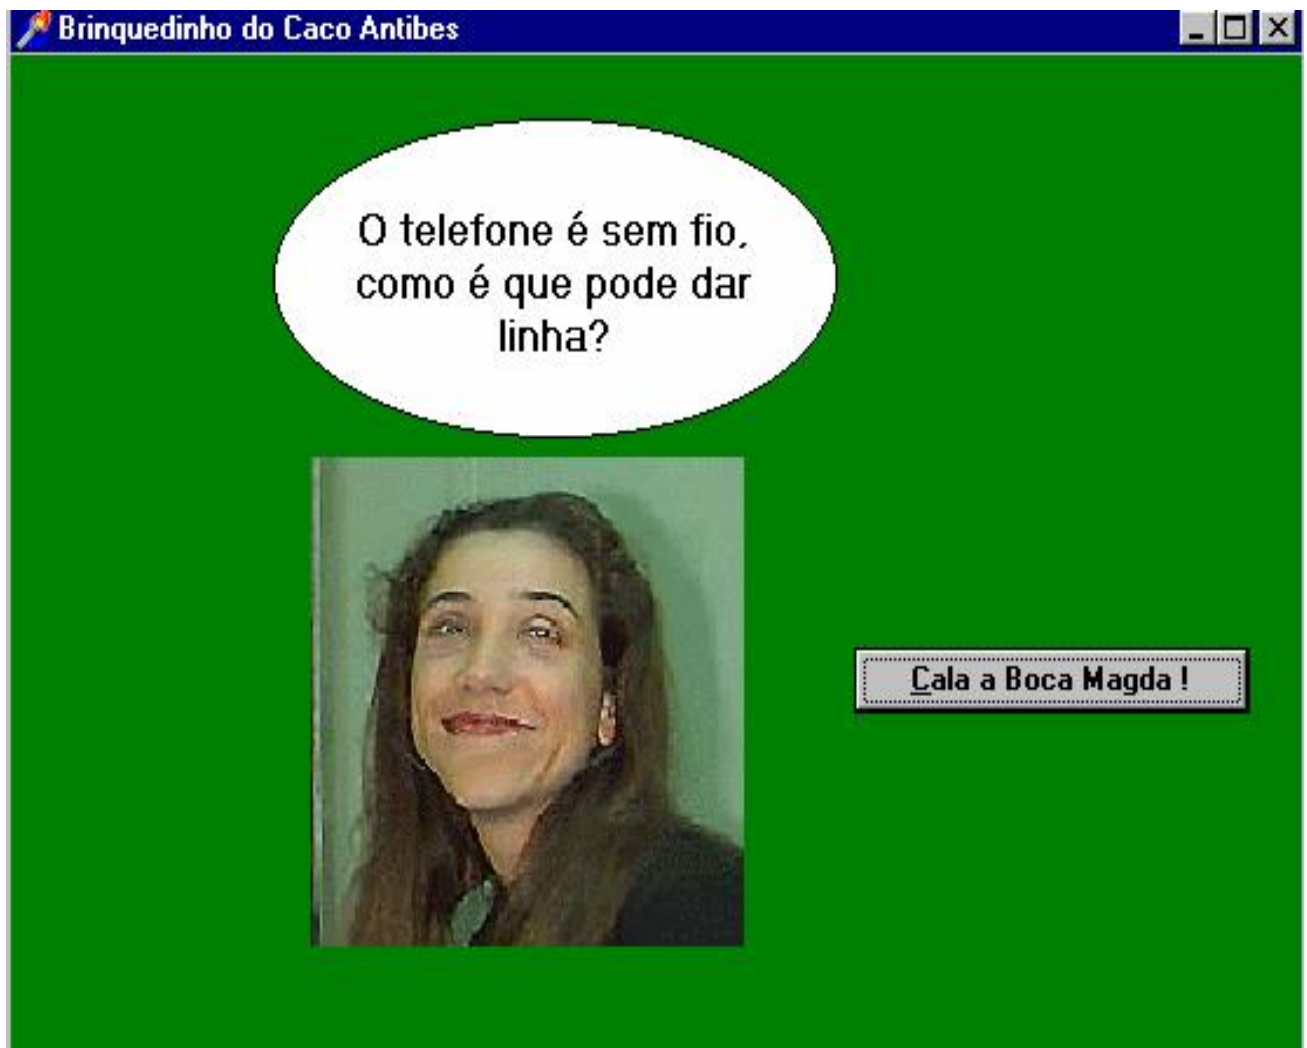 Brinquedinho do Caco Antibes
O telefone é sem fio,
como é que pode dar
linha?
Cala a Boca Magda !